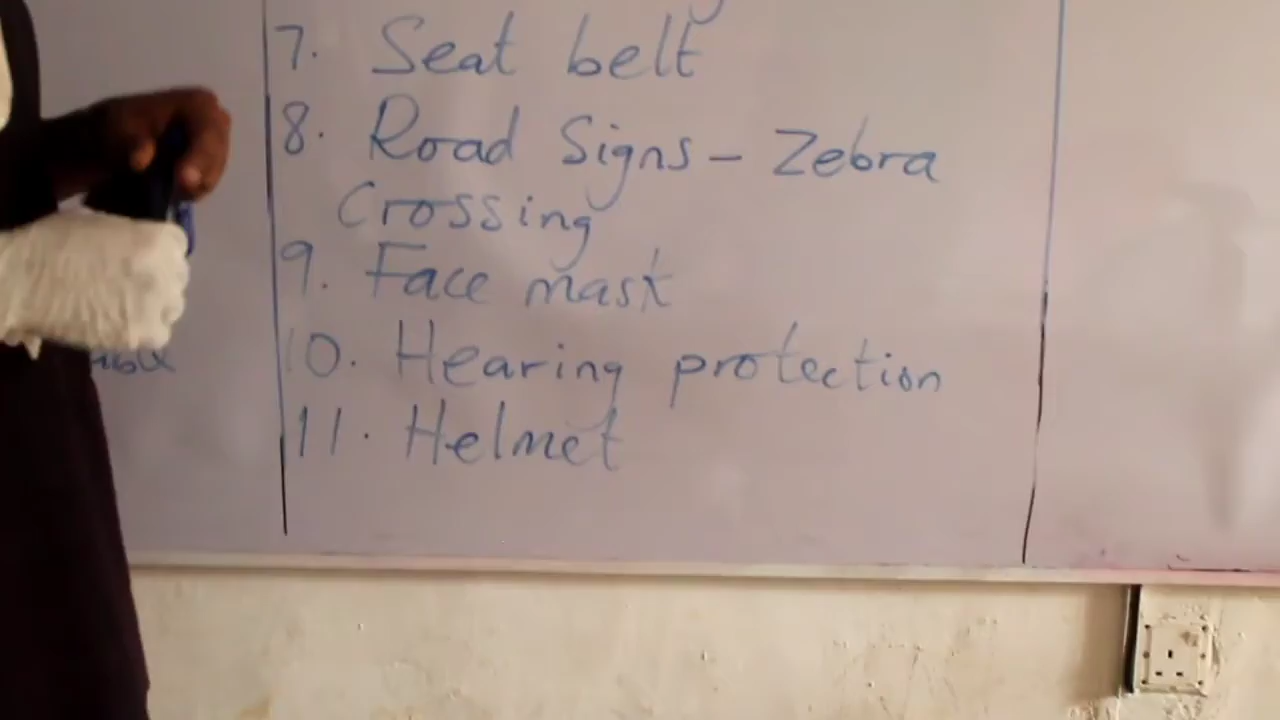 7. Seat belt
8. Road Signs - Zebra
Crossing
9. Face mask
10. Hearing protection
11. Helmet